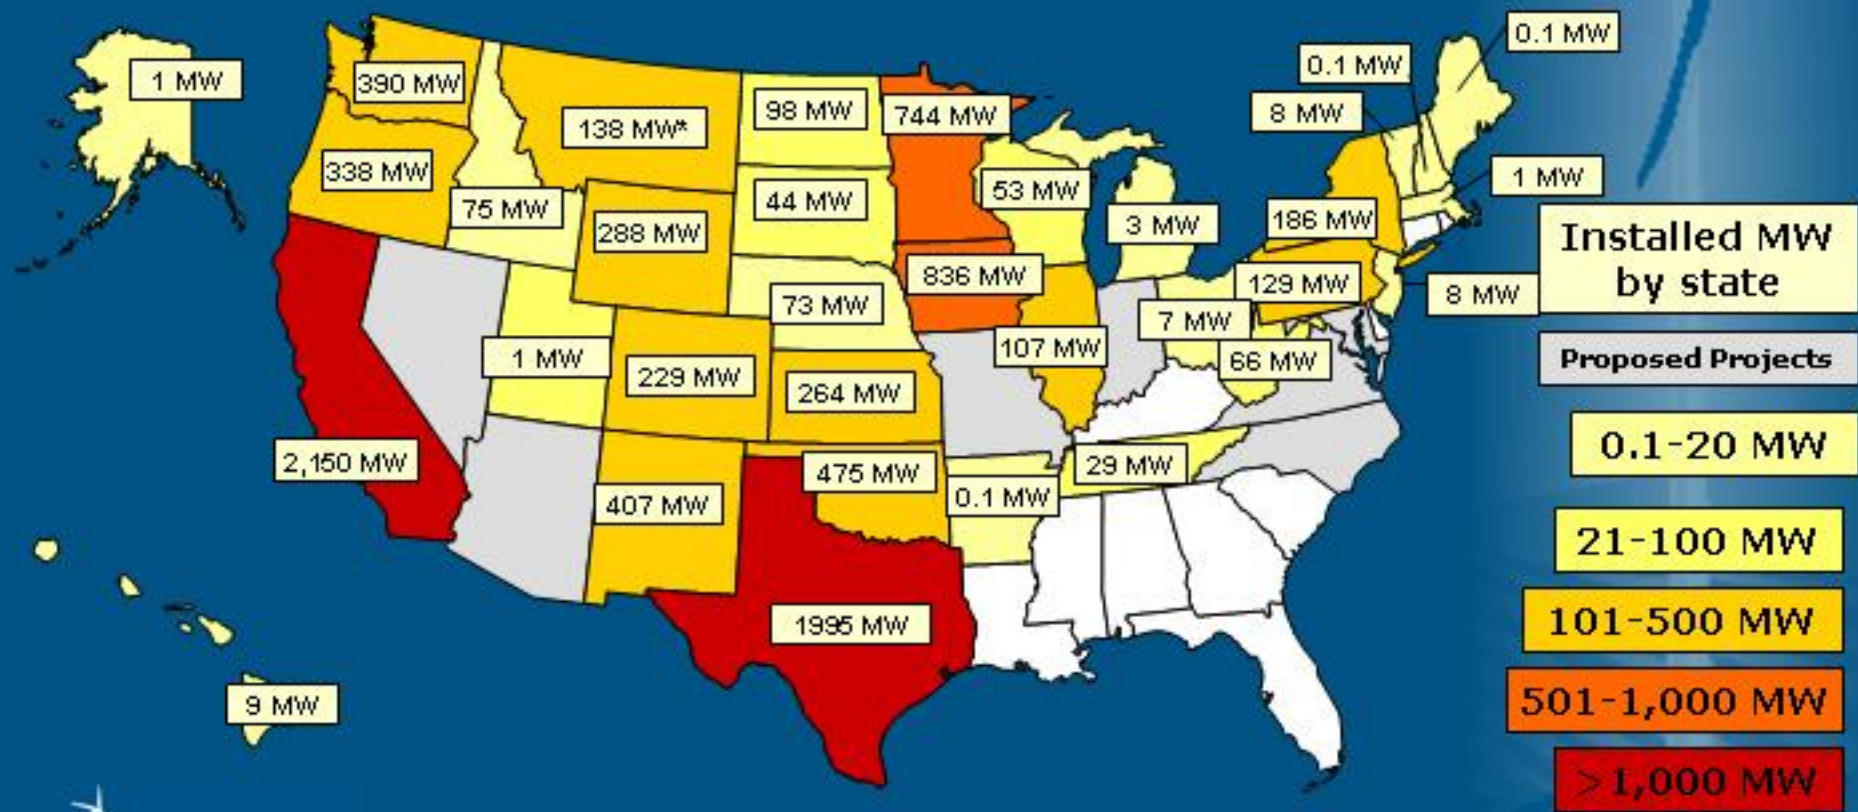 0.1 MW
0.1 MW
1 MW
390 MW
98 MW
744 MW
8 MW
138 MW*
338 MW
1 MW
75 MW
44 MW
53 MW
288 MW
3 MW
186 MW
Installed MW
by state
836 MW
129 MW
8 MW
73 MW
7 MW
107 MW
1 MW
66 MW
Proposed Projects
229 MW
264 MW
0.1-20 MW
2,150 MW
475 MW
29 MW
0.1 MW
407 MW
21-100 MW
1995 MW
101-500 MW
9 MW
501-1,000 MW
>1,000 MW